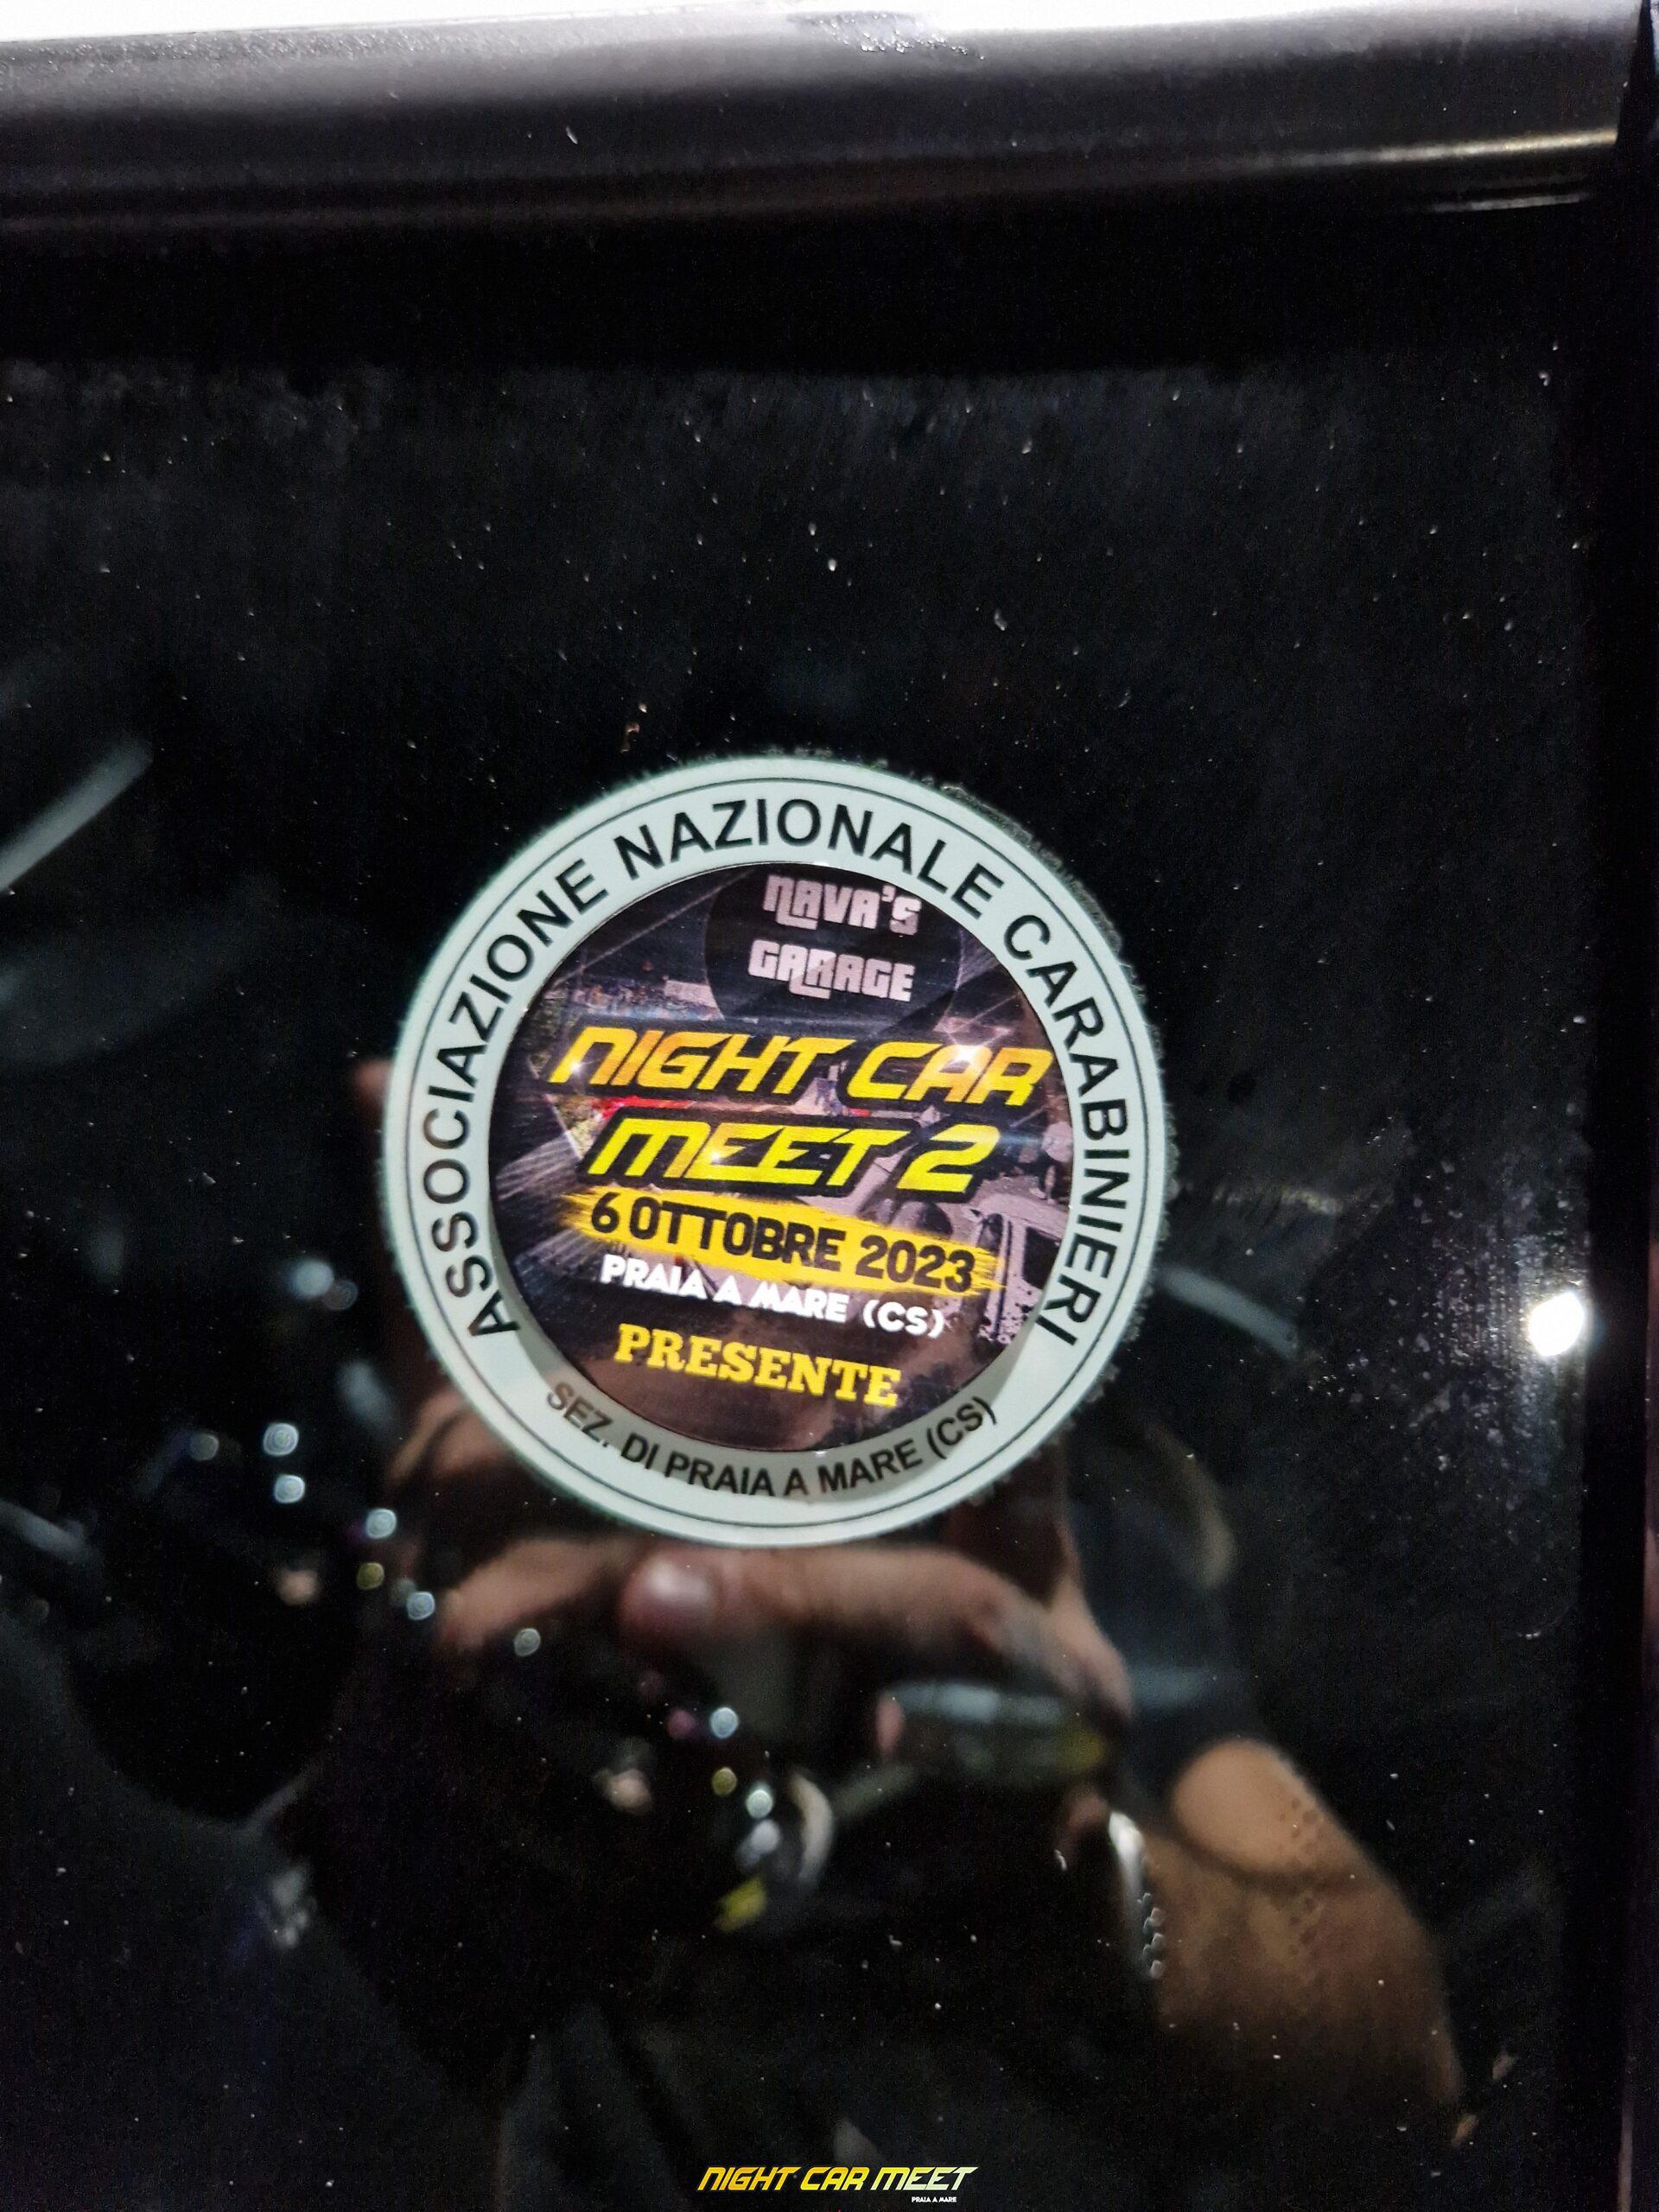 ASSOCIAZIONE NAZIONALE CARABINIERI
NAVA'S
GARAGE
NIGHT CAR
MEET 2
6 OTTOBRE 2023
PRAIA A MARE (CS)
PRESENTE
SEZ. DI PRAIA A MARE (CS)
NIGHT CAR MEET
PRAIA A MARE